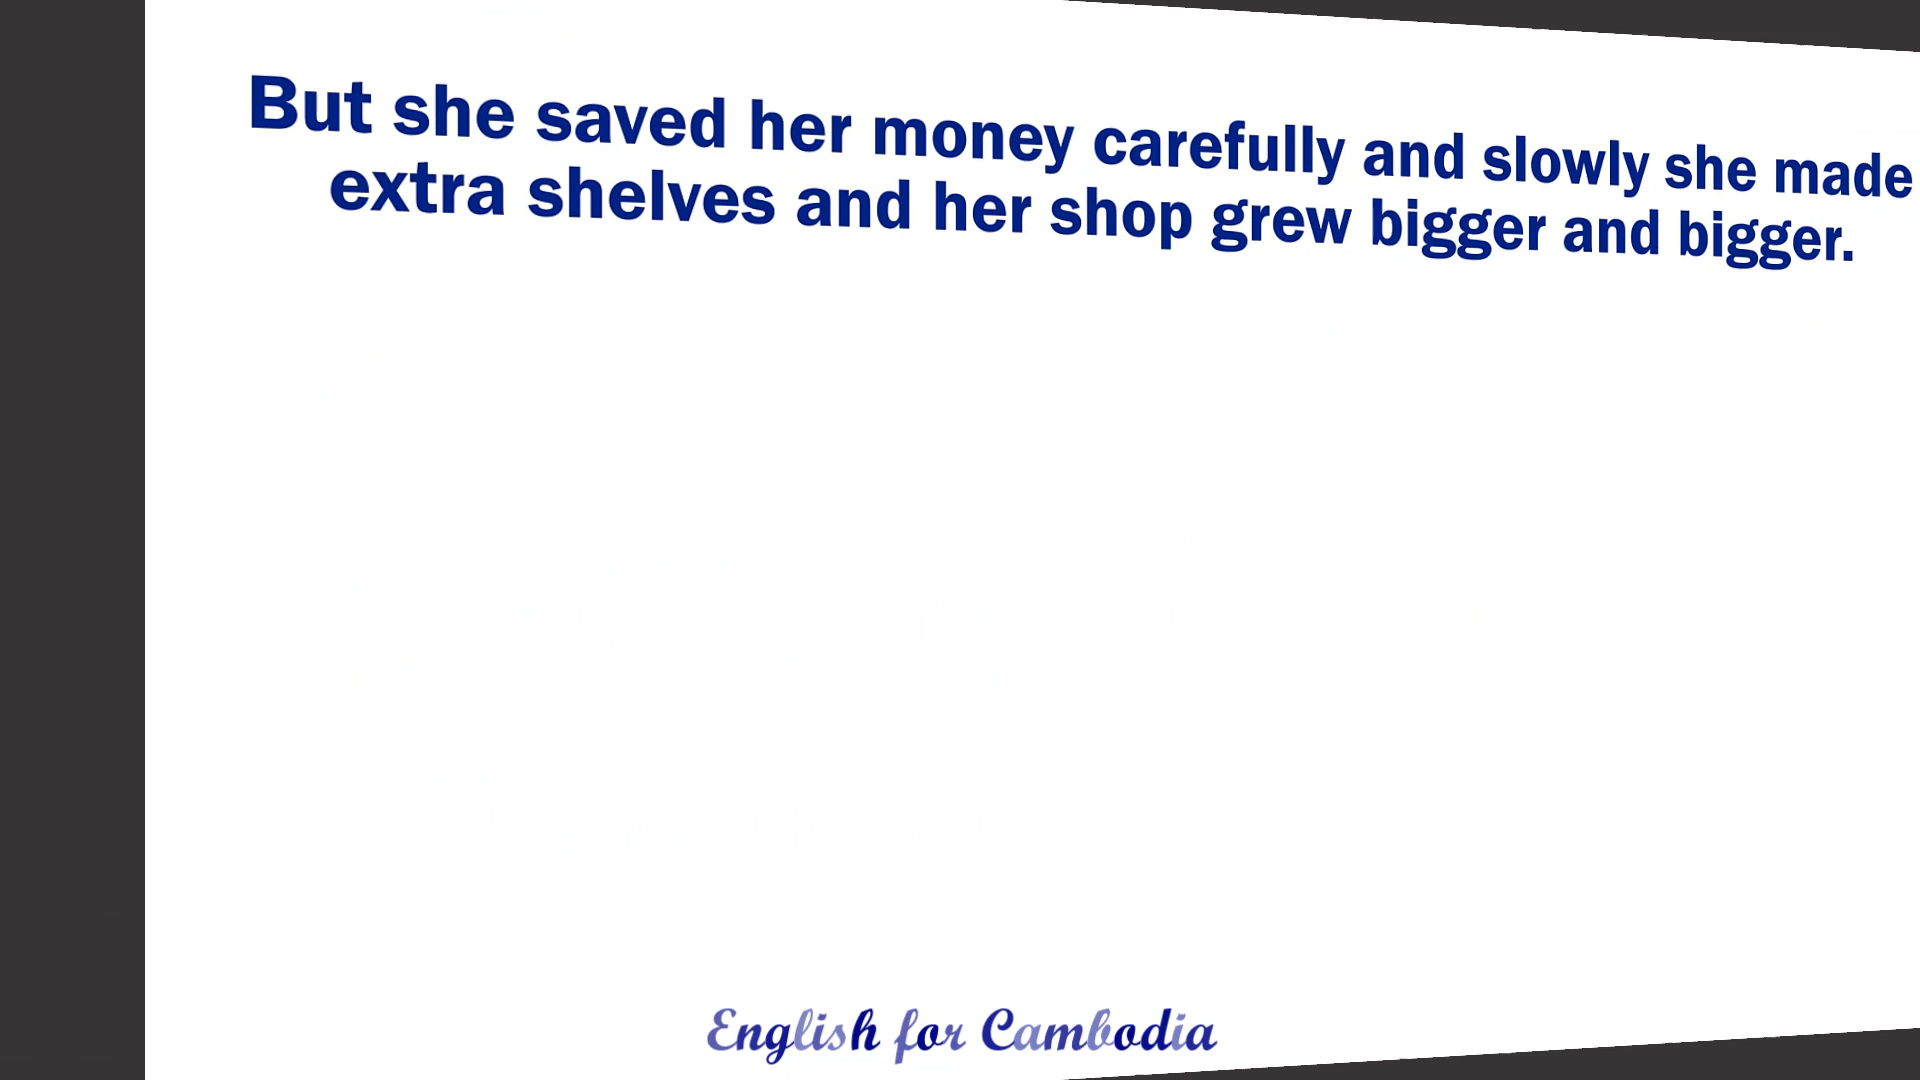 But she saved her money carefully and slowly she made
extra shelves and her shop grew bigger and bigger.
English for Cambodia